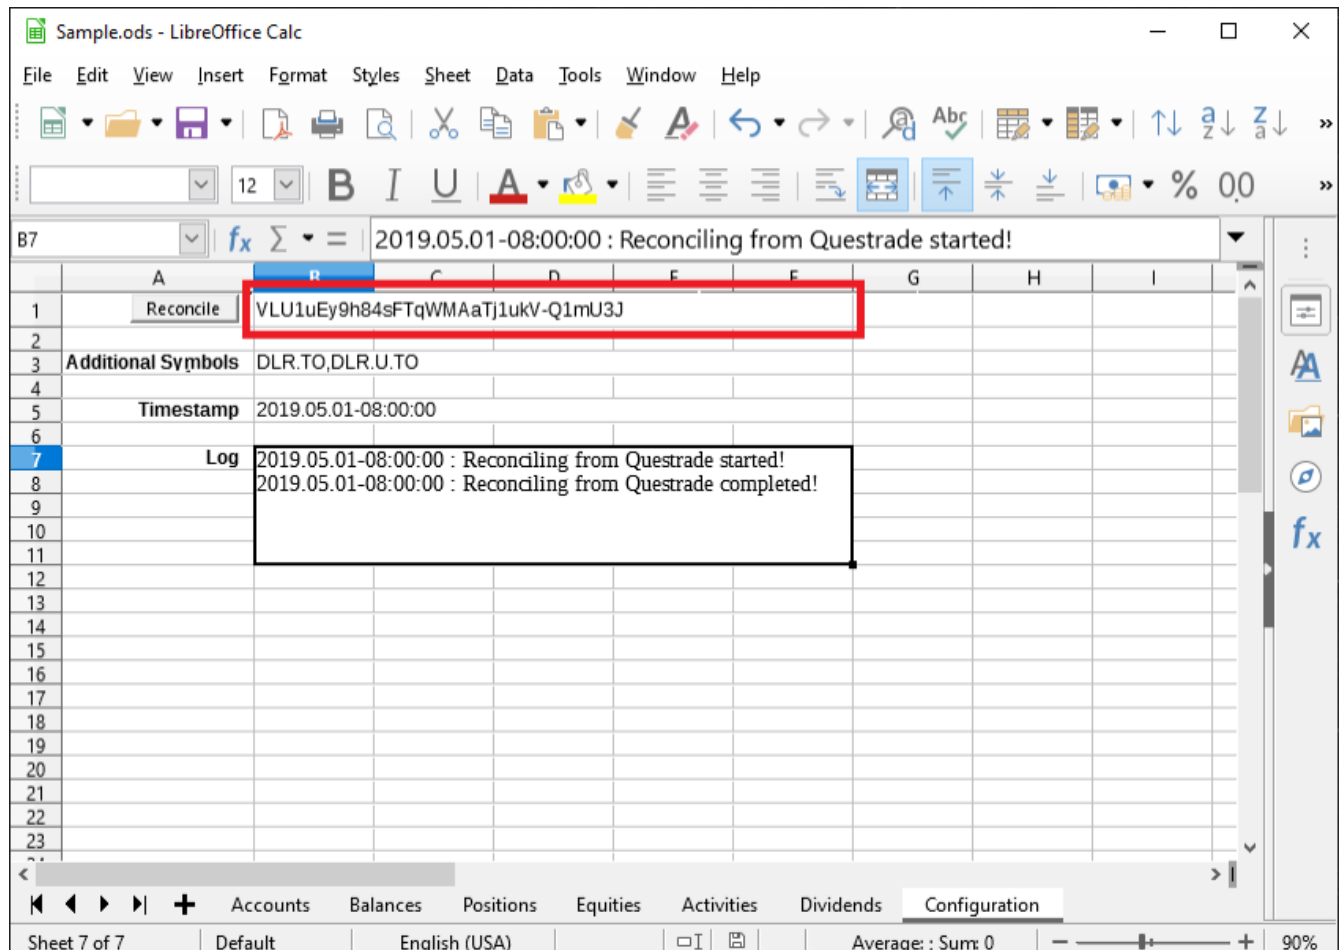 Sample.ods - LibreOffice Calc
File Edit View Insert Format Styles Sheet Data Tools Window Help
Abc a z Z a »
12 B I U A % 0.0 »
B7 fx Σ = 2019.05.01-08:00:00 : Reconciling from Questrade started!
A B C D E F G H I
1 Reconcile VLU1uEy9h84sFTqWMAaTj1ukV-Q1mU3J
2
3 Additional Symbols DLR.TO,DLR.U.TO
4
5 Timestamp 2019.05.01-08:00:00
6
7 Log 2019.05.01-08:00:00 : Reconciling from Questrade started!
8 2019.05.01-08:00:00 : Reconciling from Questrade completed!
9
10
11
12
13
14
15
16
17
18
19
20
21
22
23
Accounts Balances Positions Equities Activities Dividends Configuration
Sheet 7 of 7 Default English (USA) Average: ; Sum: 0 90%